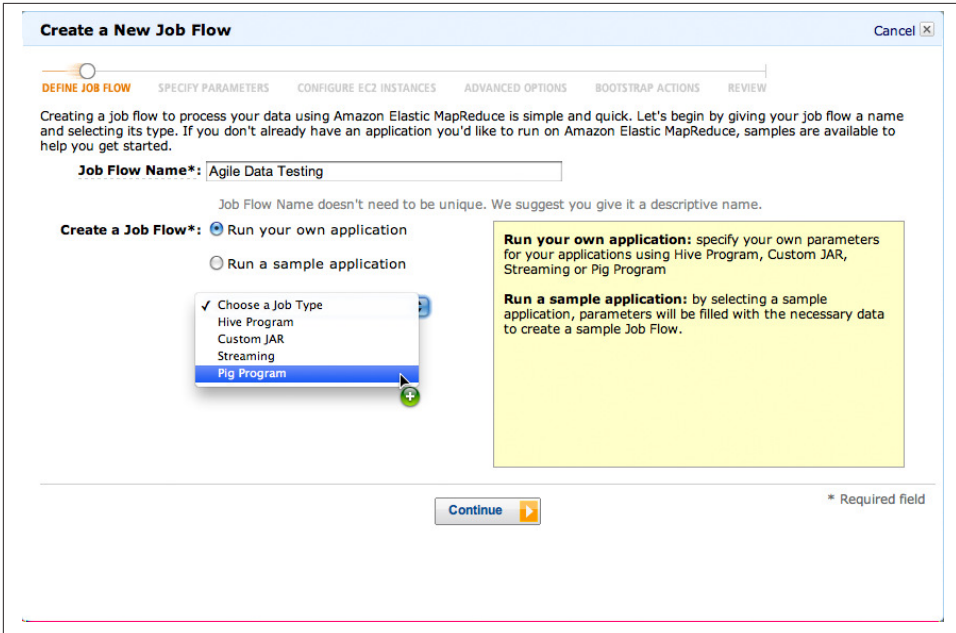 Create a New Job Flow
Cancel
DEFINE JOB FLOW SPECIFY PARAMETERS CONFIGURE EC2 INSTANCES ADVANCED OPTIONS BOOTSTRAP ACTIONS REVIEW
Creating a job flow to process your data using Amazon Elastic MapReduce is simple and quick. Let's begin by giving your job flow a name
and selecting its type. If you don't already have an application you'd like to run on Amazon Elastic MapReduce, samples are available to
help you get started.
Job Flow Name*: Agile Data Testing
Job Flow Name doesn't need to be unique. We suggest you give it a descriptive name.
Create a Job Flow*: Run your own application
Run a sample application
✓ Choose a Job Type
Hive Program
Custom JAR
Streaming
Pig Program
Run your own application: specify your own parameters
for your applications using Hive Program, Custom JAR,
Streaming or Pig Program
Run a sample application: by selecting a sample
application, parameters will be filled with the necessary data
to create a sample Job Flow.
Continue
* Required field